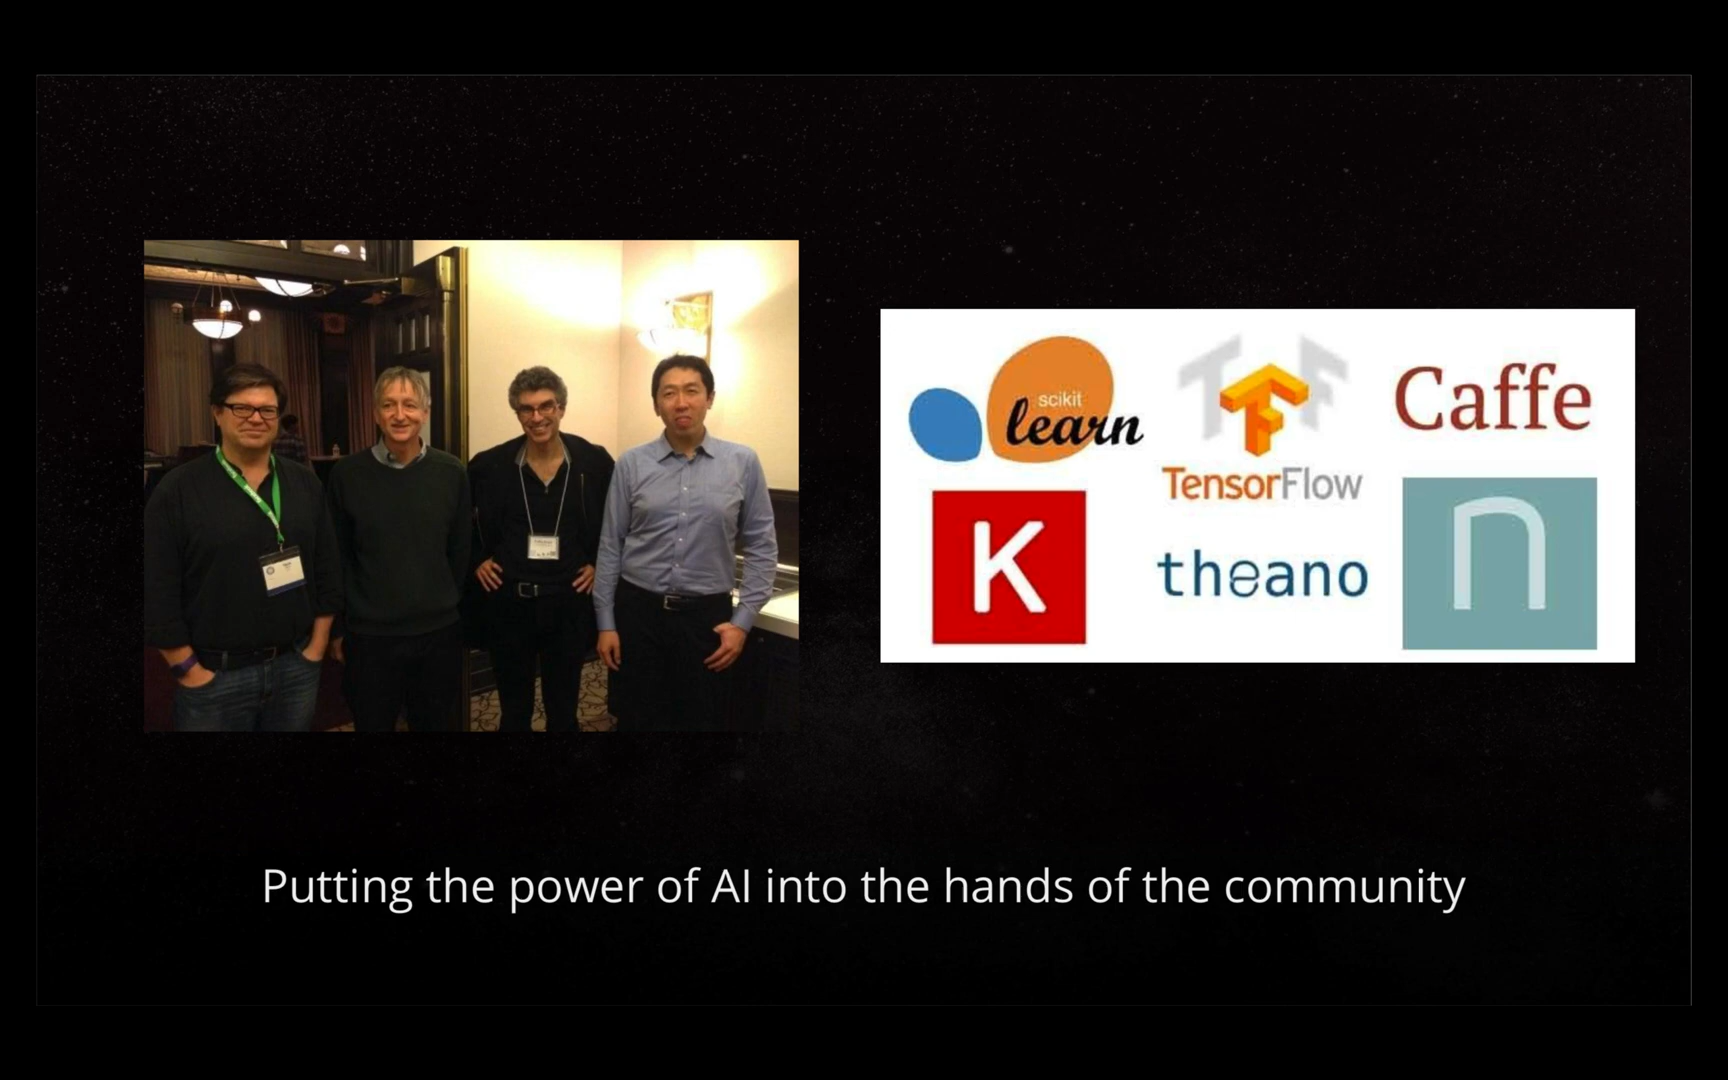 scikit
learn
TensorFlow
Caffe
K
theano
n
Putting the power of AI into the hands of the community